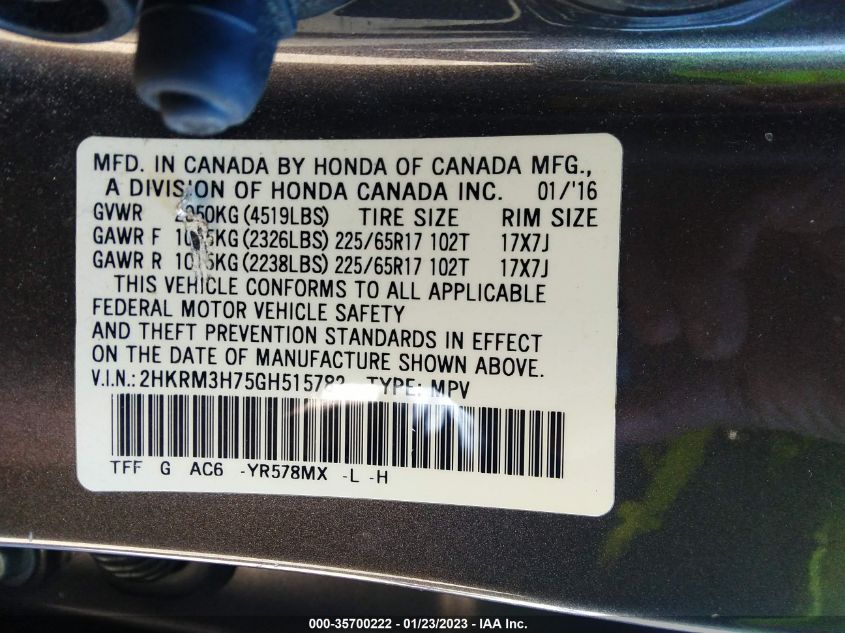 MFD. IN CANADA BY HONDA OF CANADA MFG.,
A DIVISION OF HONDA CANADA INC. 01/'16
GVWR (4519LBS) TIRE SIZE RIM SIZE
GAWR F (2326LBS) 225/65R17 102T 17X7J
GAWR R (2238LBS) 225/65R17 102T 17X7J
THIS VEHICLE CONFORMS TO ALL APPLICABLE
FEDERAL MOTOR VEHICLE SAFETY
AND THEFT PREVENTION STANDARDS IN EFFECT
ON THE DATE OF MANUFACTURE SHOWN ABOVE.
V.I.N.: 2HKRM3H75GH515782 TYPE: MPV
TFF G AC6 -YR578MX -L -H
000-35700222 - 01/23/2023 - IAA Inc.